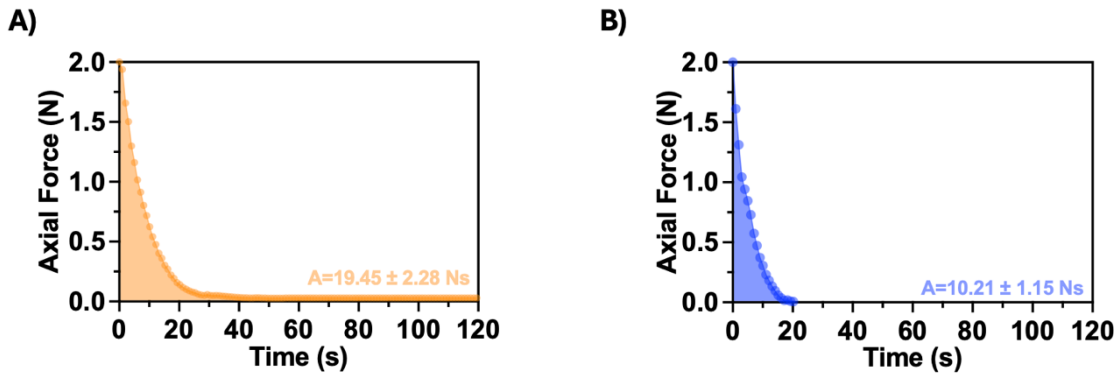 A)
B)
2.0
1.5
1.0
0.5
0.0
Axial Force (N)
A=19.45 ± 2.28 Ns
0 20 40 60 80 100 120
Time (s)
2.0
1.5
1.0
0.5
0.0
Axial Force (N)
A=10.21 ± 1.15 Ns
0 20 40 60 80 100 120
Time (s)